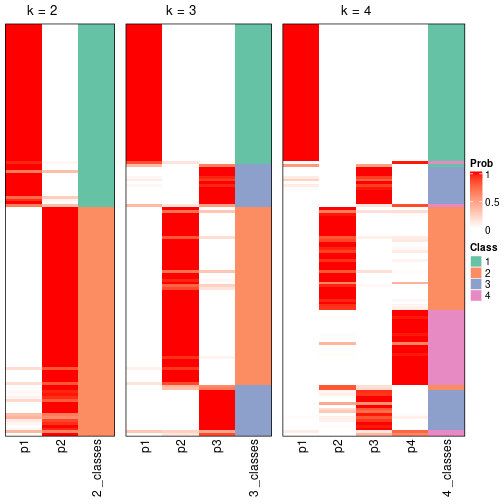 k = 2
k = 3
k = 4
p1
p2
2_classes
p1
p2
p3
3_classes
p1
p2
p3
p4
4_classes
Prob
1
0.5
0
Class
1
2
3
4